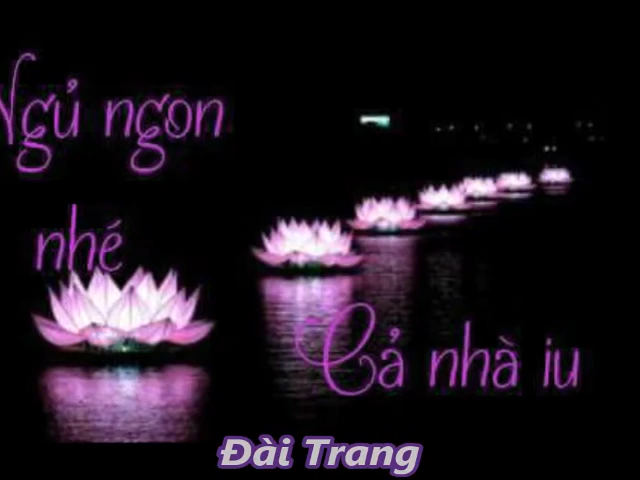 Ngủ ngon
nhé
Cả nhà iu
Đài Trang